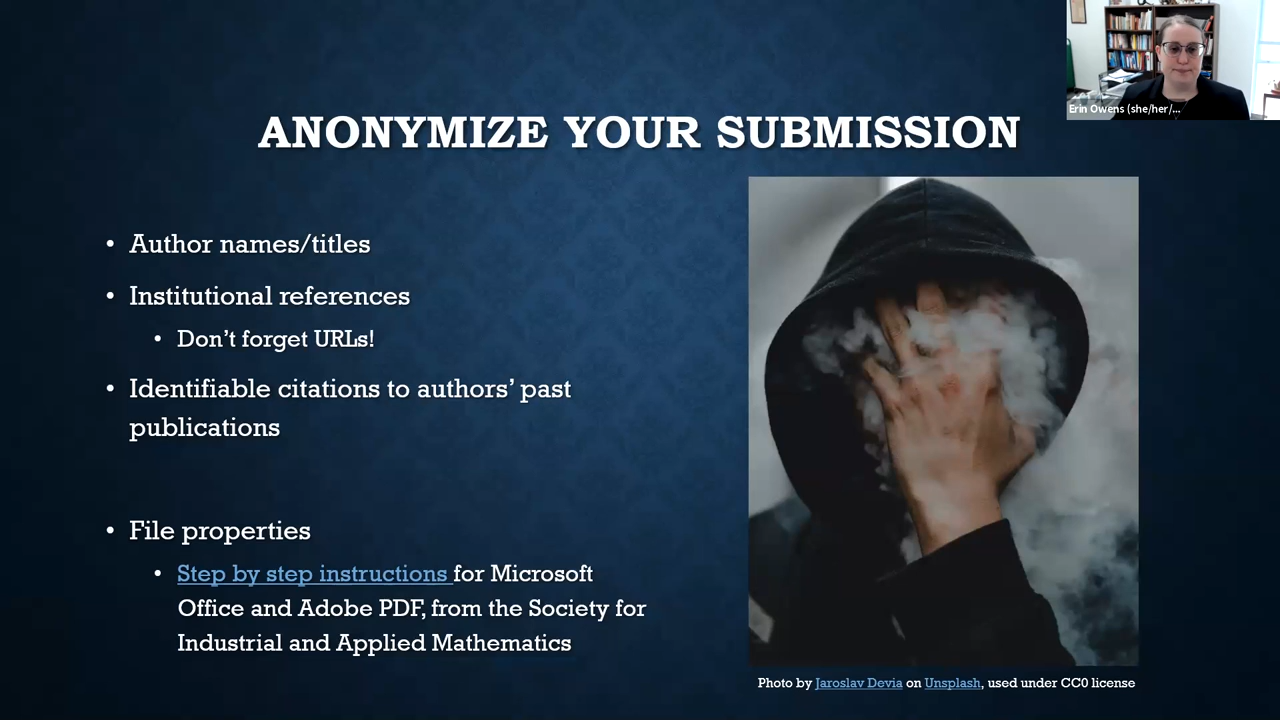 Erin Owens (she/her/...
ANONYMIZE YOUR SUBMISSION
• Author names/titles
• Institutional references
• Don’t forget URLs!
• Identifiable citations to authors’ past
publications
• File properties
• Step by step instructions for Microsoft
Office and Adobe PDF, from the Society for
Industrial and Applied Mathematics
Photo by Jaroslav Devia on Unsplash, used under CC0 license